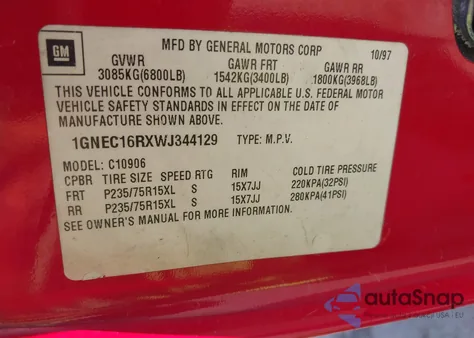 GM
MFD BY GENERAL MOTORS CORP 10/97
GVWR GAWR FRT GAWR RR
3085KG(6800LB) 1542KG(3400LB) 1800KG(3968LB)
THIS VEHICLE CONFORMS TO ALL APPLICABLE U.S. FEDERAL MOTOR
VEHICLE SAFETY STANDARDS IN EFFECT ON THE DATE OF
MANUFACTURE SHOWN ABOVE.
1GNEC16RXWJ344129 TYPE: M.P.V.
MODEL: C10906
CPBR TIRE SIZE SPEED RTG RIM COLD TIRE PRESSURE
FRT P235/75R15XL S 15X7JJ 220KPA(32PSI)
RR P235/75R15XL S 15X7JJ 280KPA(41PSI)
SEE OWNER'S MANUAL FOR MORE INFORMATION.
autoSnap